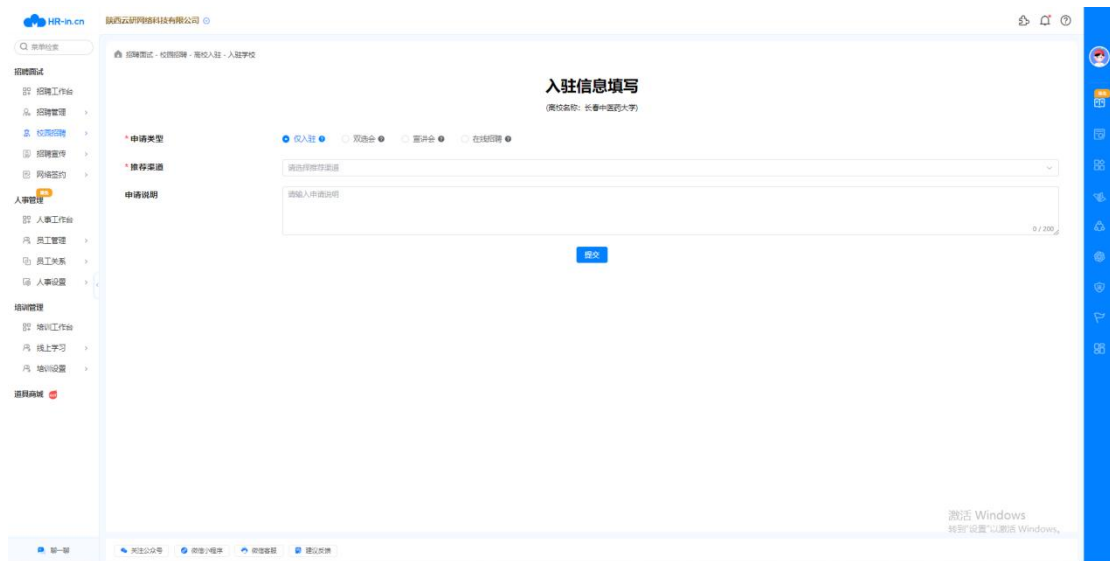 HR-in.cn
陕西云研网络科技有限公司
菜单检索
招聘面试 - 校园招聘 - 高校入驻 - 入驻学校
招聘面试
招聘工作台
招聘管理
校园招聘
招聘宣传
网络签约
人事管理
人事工作台
员工管理
员工关系
人事设置
培训管理
培训工作台
线上学习
培训设置
道具商城
聊一聊
入驻信息填写
(高校名称：长春中医药大学)
* 申请类型
仅入驻 双选会 宣讲会 在线招聘
* 推荐渠道
请选择推荐渠道
申请说明
请输入申请说明
0 / 200
提交
激活 Windows
转到"设置"以激活 Windows。
关注公众号 微信小程序 微信客服 建议反馈